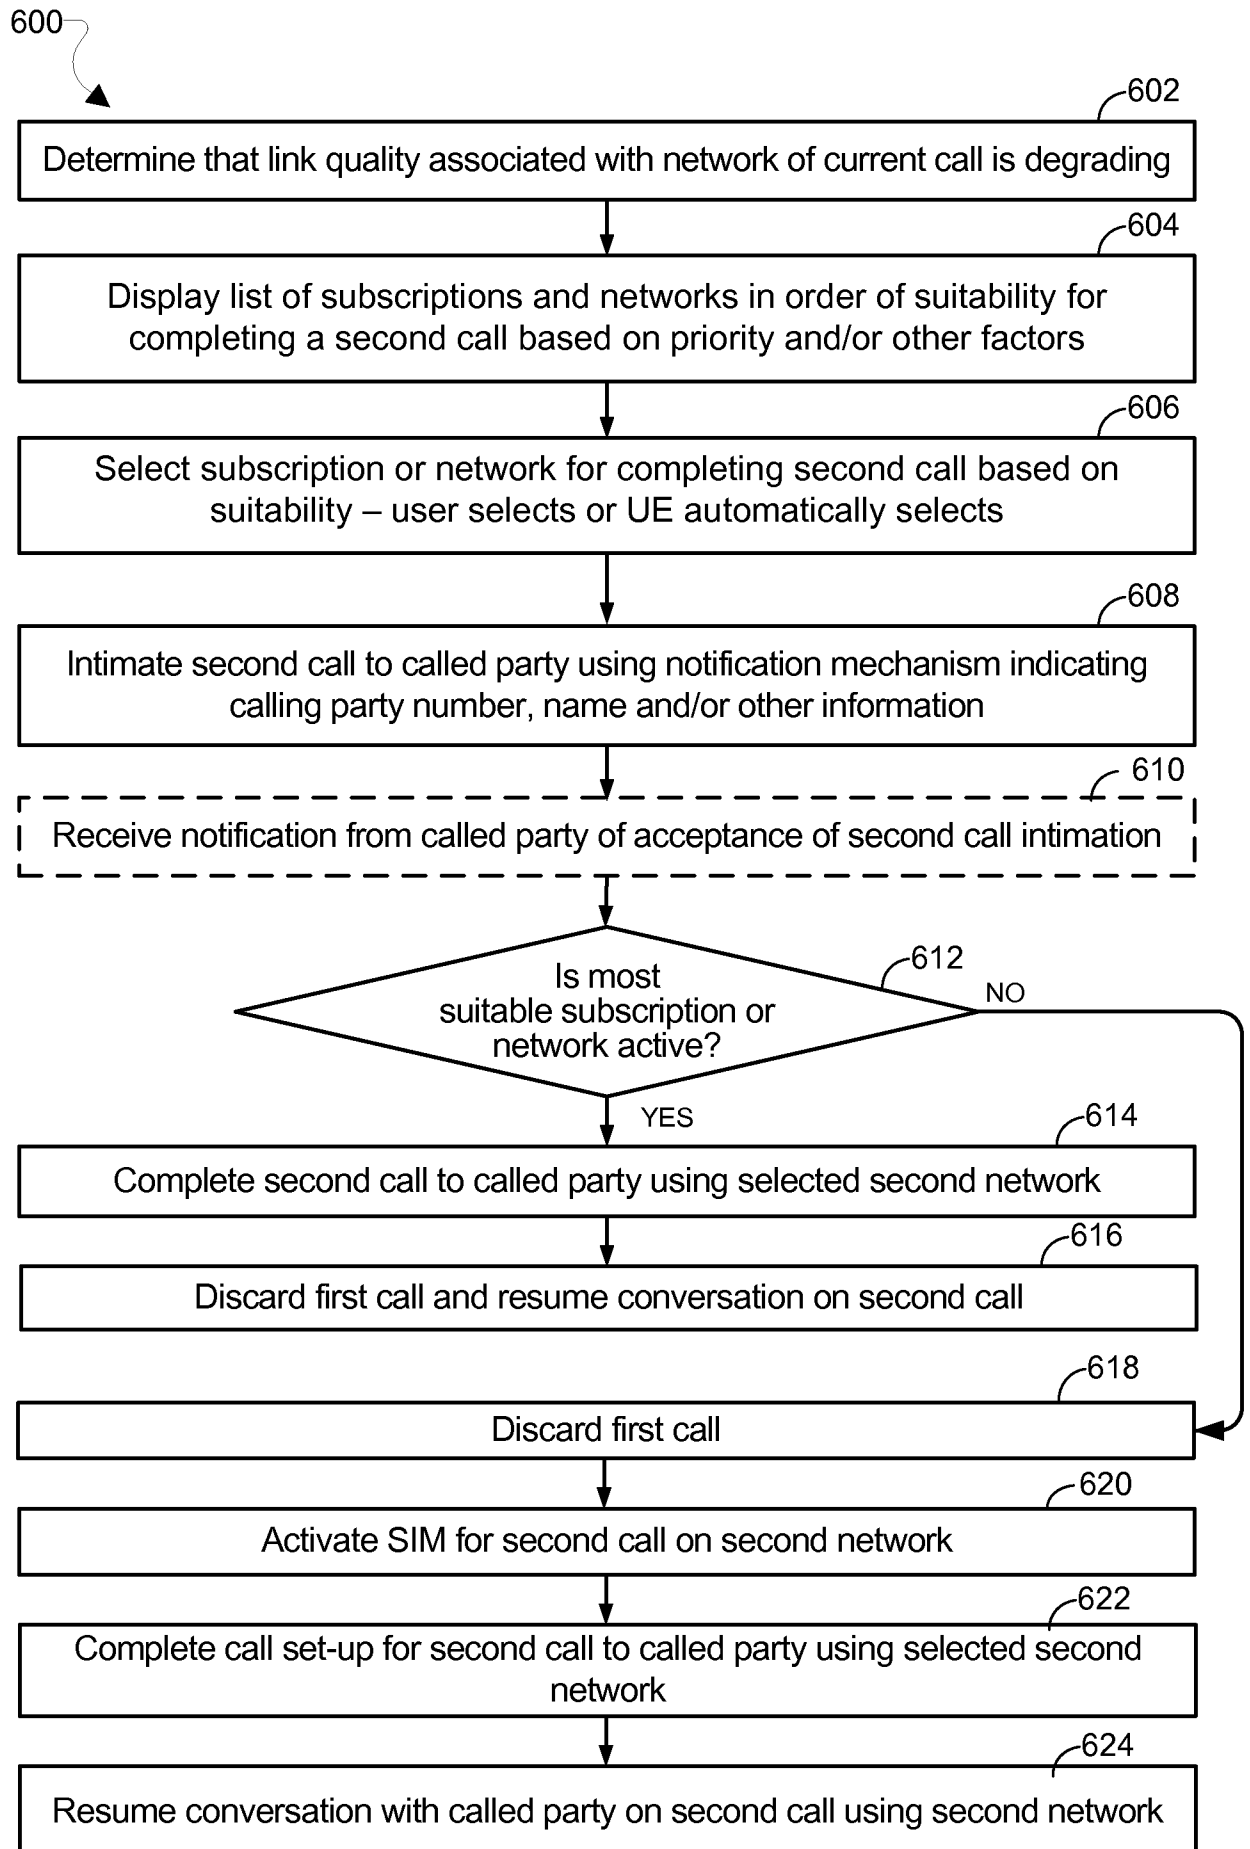 600
602
Determine that link quality associated with network of current call is degrading
604
Display list of subscriptions and networks in order of suitability for
completing a second call based on priority and/or other factors
606
Select subscription or network for completing second call based on
suitability – user selects or UE automatically selects
608
Intimate second call to called party using notification mechanism indicating
calling party number, name and/or other information
610
Receive notification from called party of acceptance of second call intimation
612
Is most
suitable subscription or
network active?
NO
YES
614
Complete second call to called party using selected second network
616
Discard first call and resume conversation on second call
618
Discard first call
620
Activate SIM for second call on second network
622
Complete call set-up for second call to called party using selected second
network
624
Resume conversation with called party on second call using second network